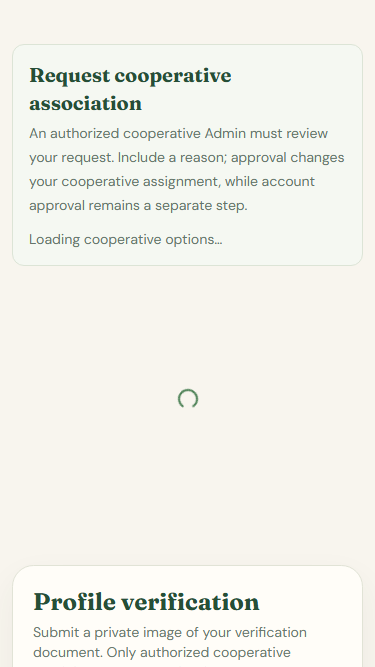 Request cooperative
association
An authorized cooperative Admin must review
your request. Include a reason; approval changes
your cooperative assignment, while account
approval remains a separate step.
Loading cooperative options…
Profile verification
Submit a private image of your verification
document. Only authorized cooperative